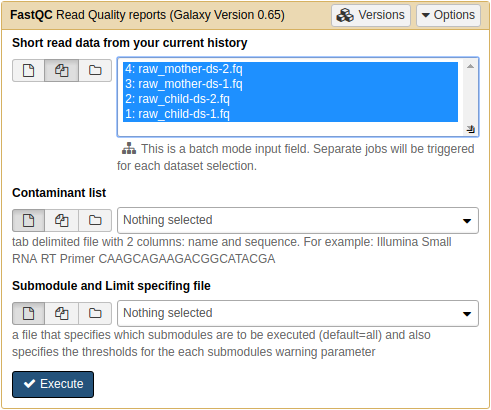 FastQC Read Quality reports (Galaxy Version 0.65) Versions Options
Short read data from your current history
4: raw_mother-ds-2.fq
3: raw_mother-ds-1.fq
2: raw_child-ds-2.fq
1: raw_child-ds-1.fq
This is a batch mode input field. Separate jobs will be triggered
for each dataset selection.
Contaminant list
Nothing selected
tab delimited file with 2 columns: name and sequence. For example: Illumina Small
RNA RT Primer CAAGCAGAAGACGGCATACGA
Submodule and Limit specifing file
Nothing selected
a file that specifies which submodules are to be executed (default=all) and also
specifies the thresholds for the each submodules warning parameter
Execute